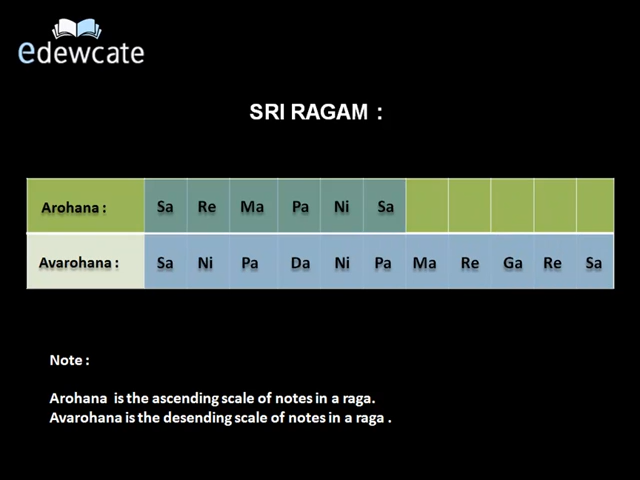 edewcate
SRI RAGAM :
Arohana : Sa Re Ma Pa Ni Sa
Avarohana : Sa Ni Pa Da Ni Pa Ma Re Ga Re Sa
Note :
Arohana is the ascending scale of notes in a raga.
Avarohana is the desending scale of notes in a raga .